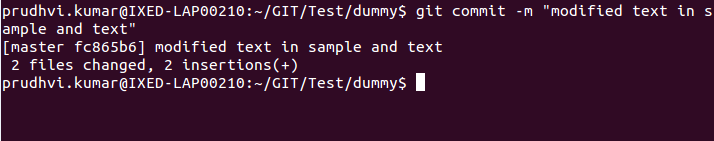 prudhvi.kumar@IXED-LAP00210:~/GIT/Test/dummy$ git commit -m "modified text in s
ample and text"
[master fc865b6] modified text in sample and text
 2 files changed, 2 insertions(+)
prudhvi.kumar@IXED-LAP00210:~/GIT/Test/dummy$